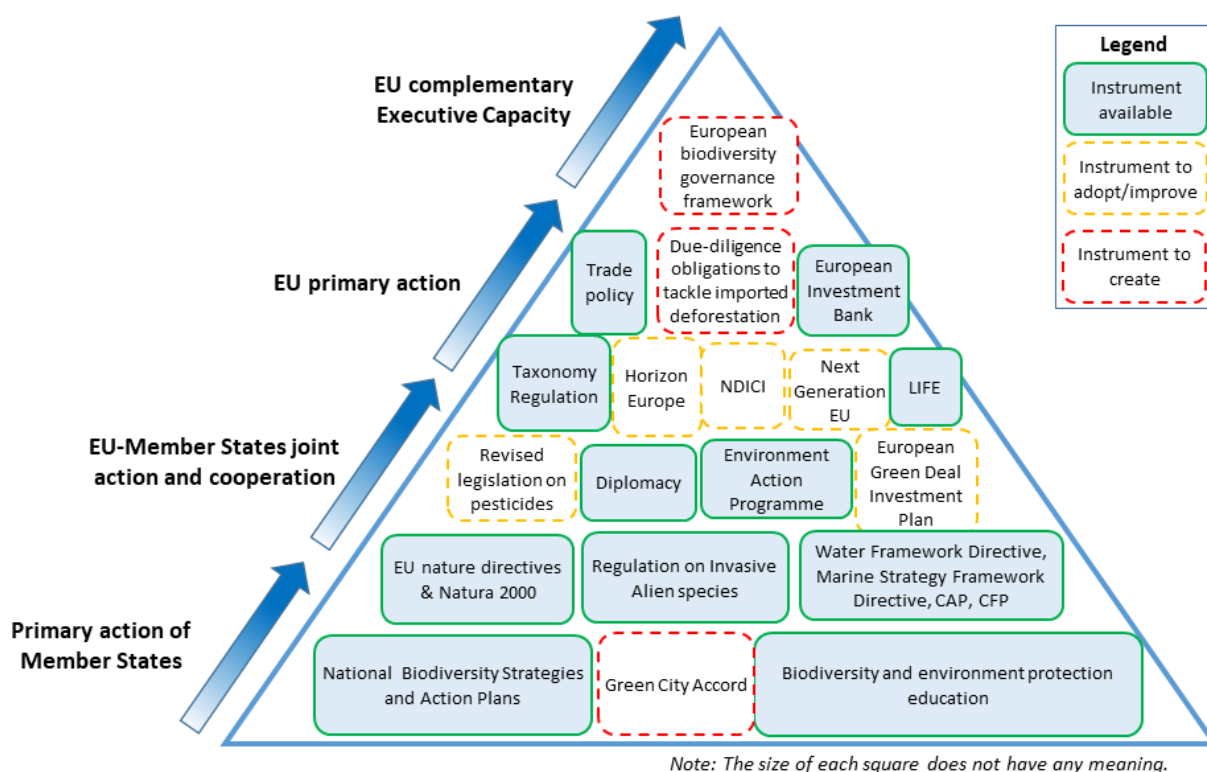 EU complementary
Executive Capacity
EU primary action
EU-Member States joint
action and cooperation
Primary action of
Member States
European
biodiversity
governance
framework
Trade
policy
Due-diligence
obligations to
tackle imported
deforestation
European
Investment
Bank
Taxonomy
Regulation
Horizon
Europe
NDICI
Next
Generation
EU
LIFE
Revised
legislation on
pesticides
Diplomacy
Environment
Action
Programme
European
Green Deal
Investment
Plan
EU nature directives
& Natura 2000
Regulation on Invasive
Alien species
Water Framework Directive,
Marine Strategy Framework
Directive, CAP, CFP
National Biodiversity Strategies
and Action Plans
Green City Accord
Biodiversity and environment protection
education
Legend
Instrument
available
Instrument to
adopt/improve
Instrument to
create
Note: The size of each square does not have any meaning.